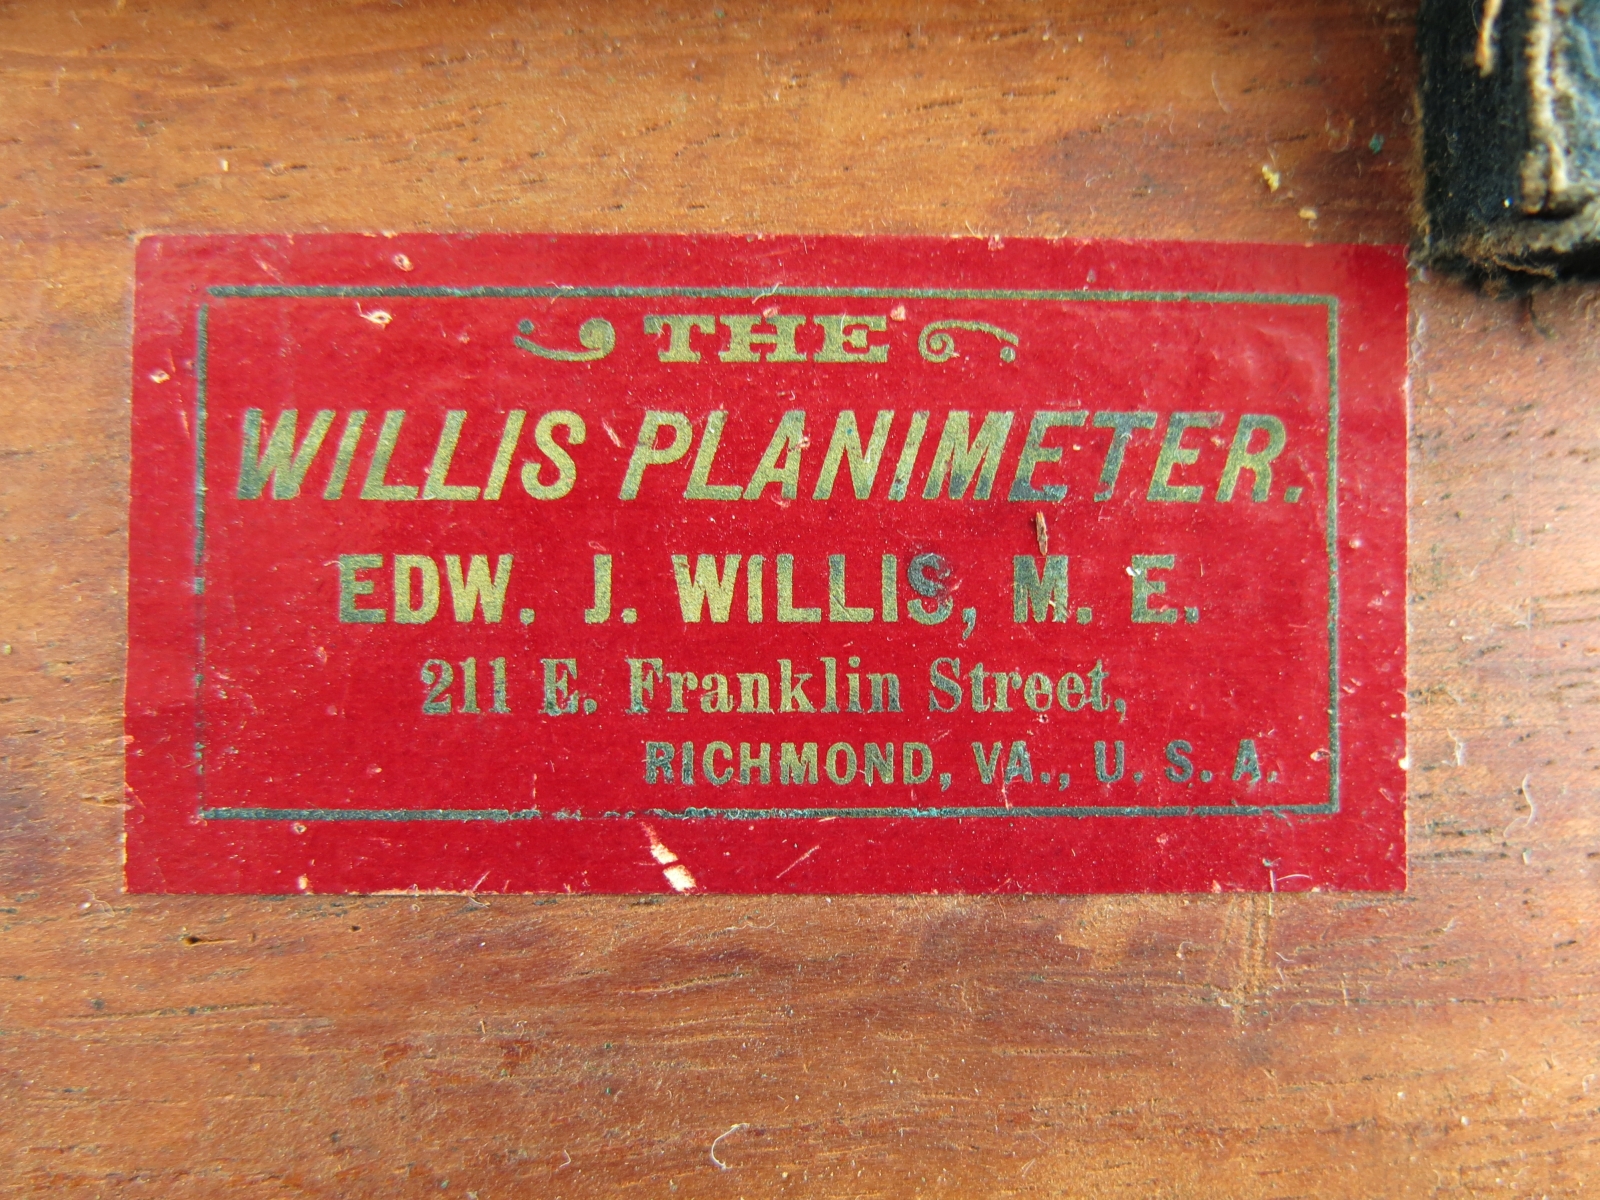 THE
WILLIS PLANIMETER.
EDW. J. WILLIS, M. E.
211 E. Franklin Street,
RICHMOND, VA., U. S. A.